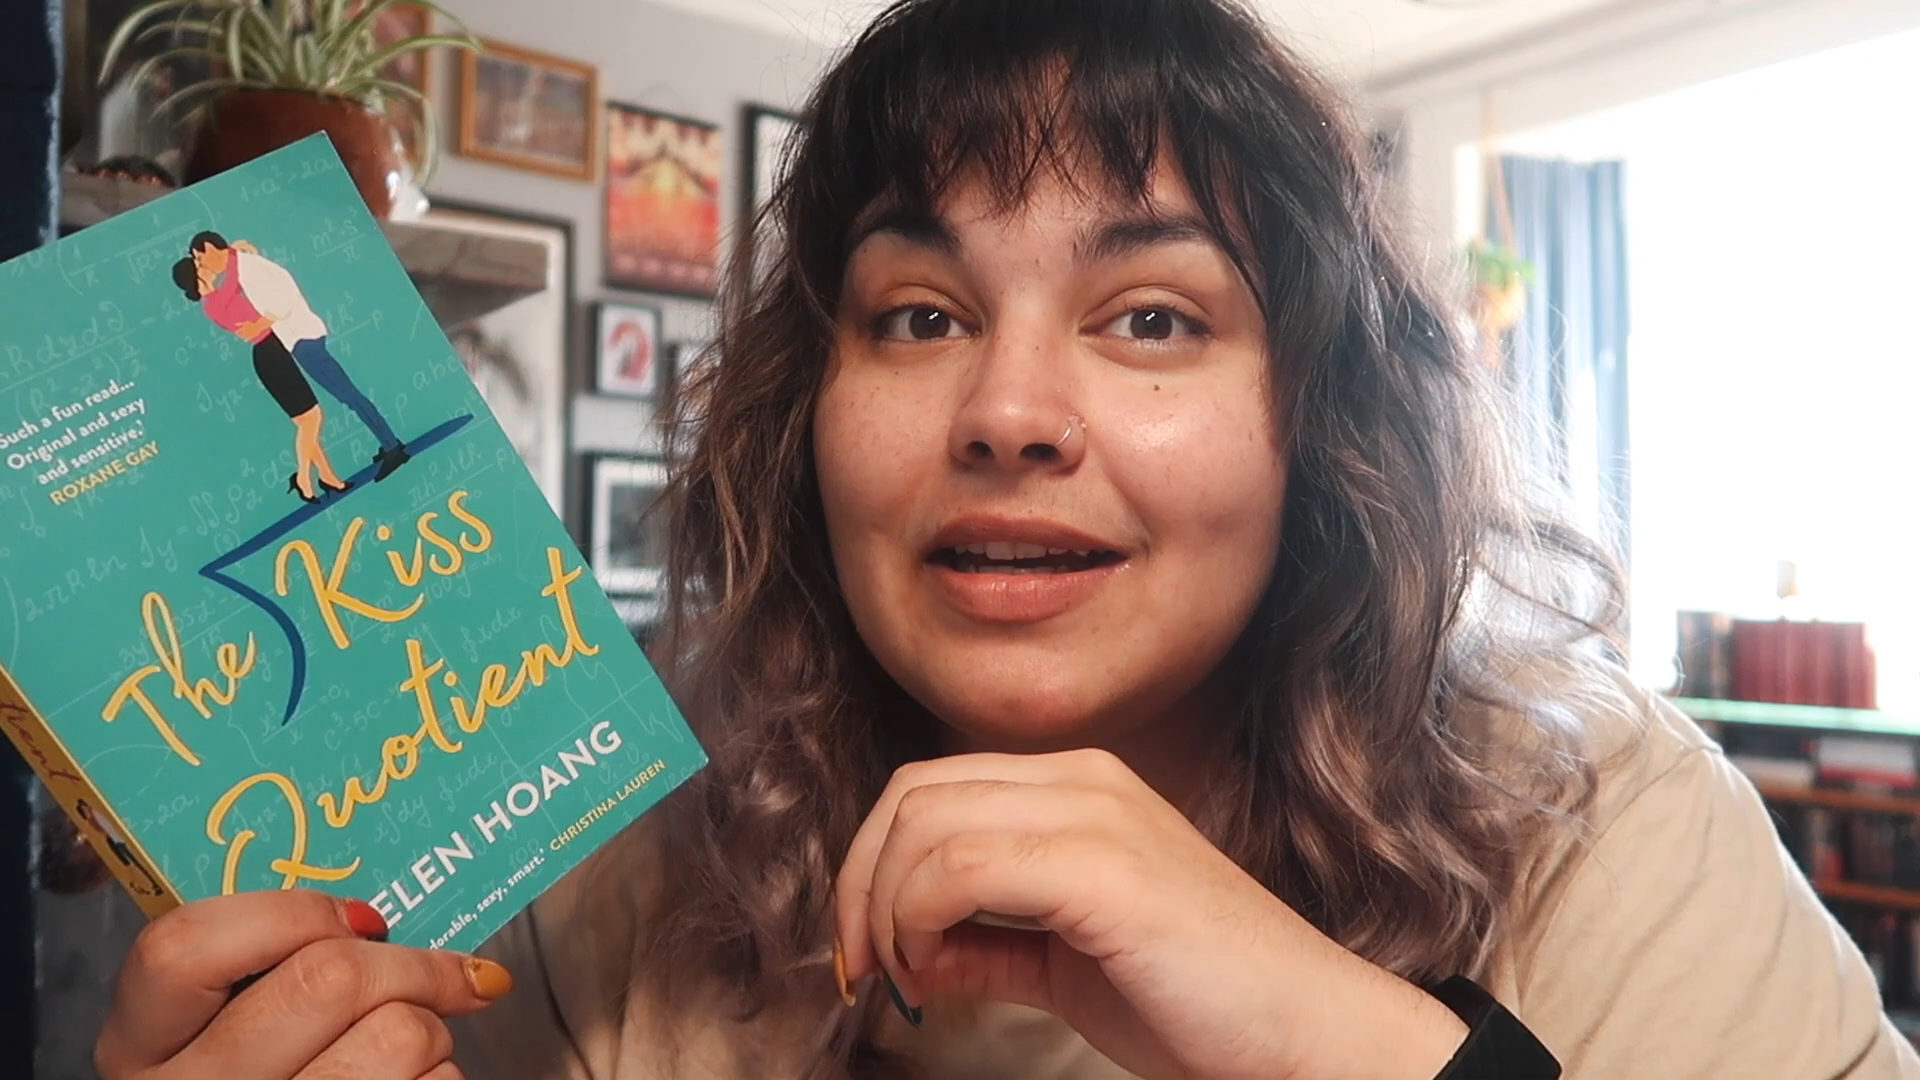 Such a fun read...
Original and sexy
and sensitive.'
ROXANE GAY
The Kiss
Quotient
ELEN HOANG
dorable, sexy, smart.' CHRISTINA LAUREN